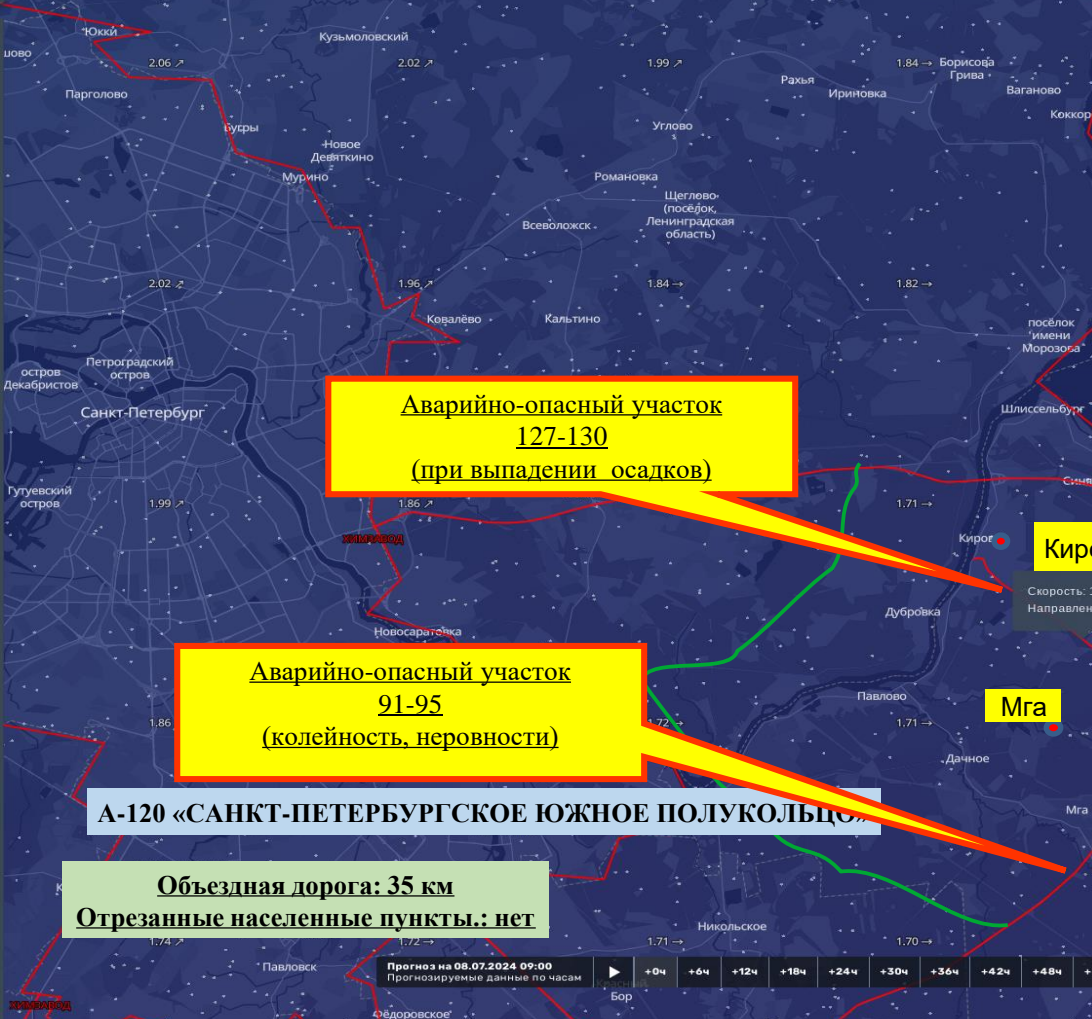 Юкки
Кузьмоловский
2.06 ↗
2.02 ↗
1.99 ↗
1.84 →
Борисова
Грива
Рахья
Ириновка
Ваганово
Парголово
Бугры
Углово
Новое
Девяткино
Мурино
Романовка
Щеглово
(посёлок,
Ленинградская
область)
Всеволожск
2.02 ↗
1.96 ↗
1.84 →
1.82 →
Ковалёво
Кальтино
посёлок
имени
Морозова
Петроградский
остров
остров
Декабристов
Санкт-Петербург
Шлиссельбург
Аварийно-опасный участок
127-130
(при выпадении осадков)
Гутуевский
остров
1.99 ↗
1.86 ↗
1.71 →
ХИМЗАВОД
Скорость:
Дубровка
Новосаратовка
Аварийно-опасный участок
91-95
(колейность, неровности)
Павлово
Мга
1.86
1.72 →
1.71 →
Дачное
А-120 «САНКТ-ПЕТЕРБУРГСКОЕ ЮЖНОЕ ПОЛУКОЛЬЦО»
Мга
Объездная дорога: 35 км
Отрезанные населенные пункты.: нет
Никольское
1.74 ↗
1.72 →
1.71 →
1.70 →
Павловск
Прогноз на 08.07.2024 09:00
Прогнозируемые данные по часам
+0ч +6ч +12ч +18ч +24ч +30ч +36ч +42ч +48ч
Красный
Бор
ХИМЗАВОД
Фёдоровское